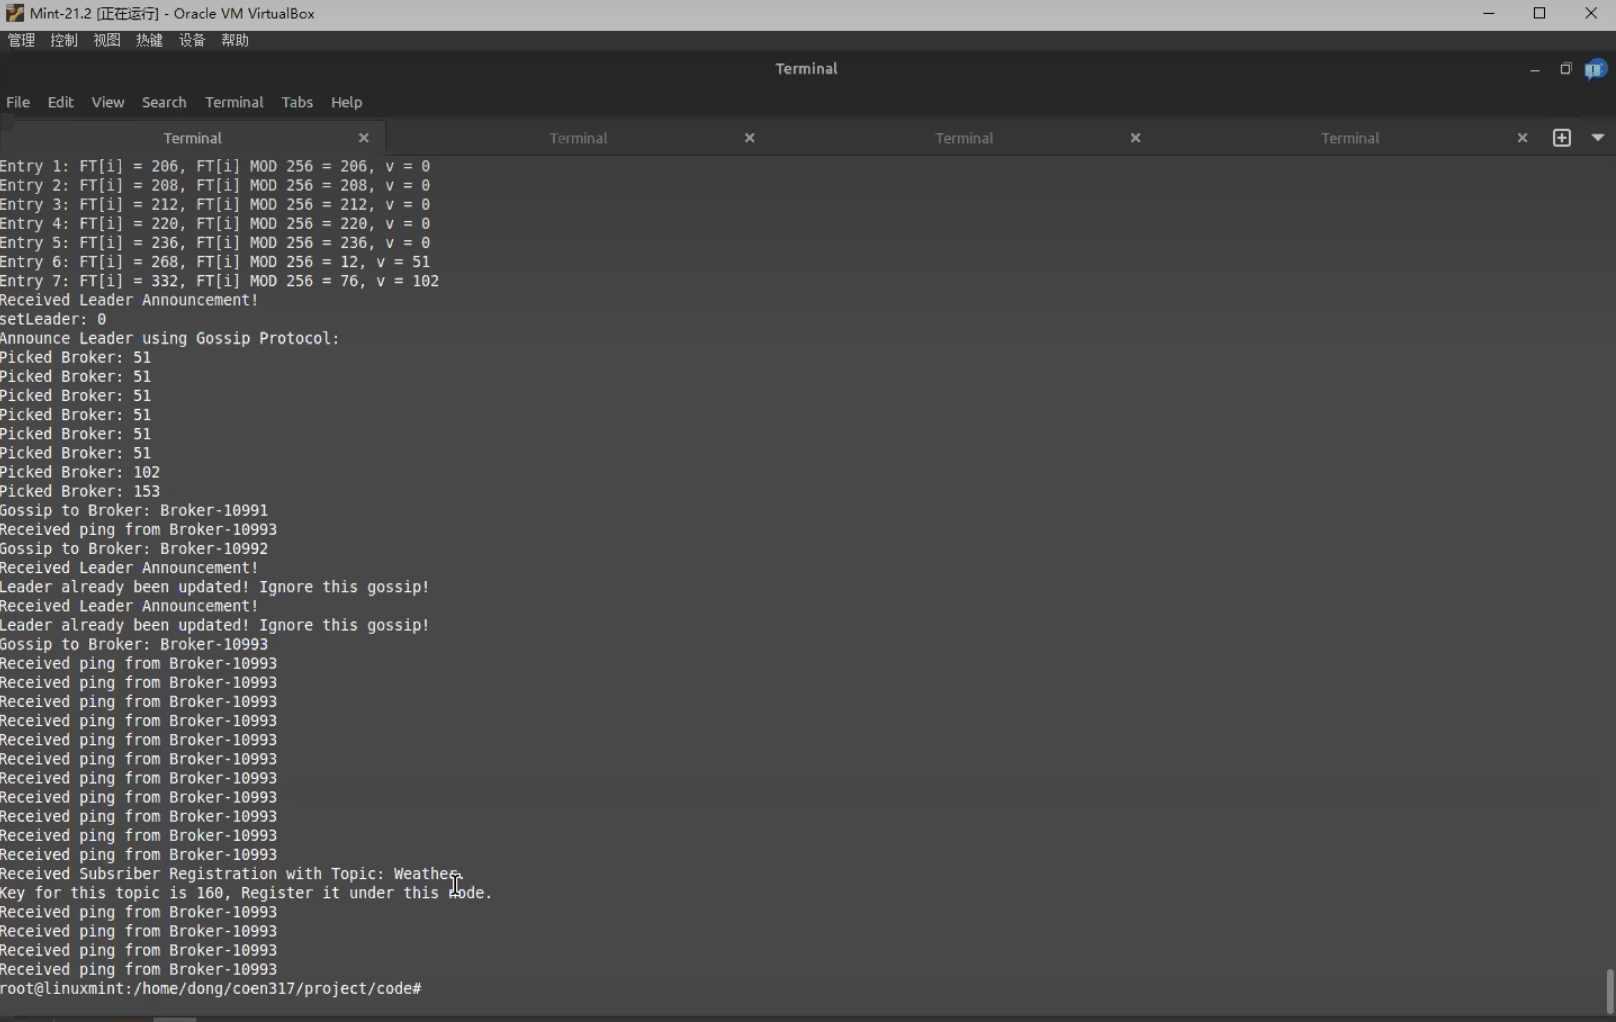 Mint-21.2 [正在运行] - Oracle VM VirtualBox
管理 控制 视图 热键 设备 帮助
Terminal
File Edit View Search Terminal Tabs Help
Terminal Terminal Terminal Terminal
Entry 1: FT[i] = 206, FT[i] MOD 256 = 206, v = 0
Entry 2: FT[i] = 208, FT[i] MOD 256 = 208, v = 0
Entry 3: FT[i] = 212, FT[i] MOD 256 = 212, v = 0
Entry 4: FT[i] = 220, FT[i] MOD 256 = 220, v = 0
Entry 5: FT[i] = 236, FT[i] MOD 256 = 236, v = 0
Entry 6: FT[i] = 268, FT[i] MOD 256 = 12, v = 51
Entry 7: FT[i] = 332, FT[i] MOD 256 = 76, v = 102
Received Leader Announcement!
setLeader: 0
Announce Leader using Gossip Protocol:
Picked Broker: 51
Picked Broker: 51
Picked Broker: 51
Picked Broker: 51
Picked Broker: 51
Picked Broker: 51
Picked Broker: 102
Picked Broker: 153
Gossip to Broker: Broker-10991
Received ping from Broker-10993
Gossip to Broker: Broker-10992
Received Leader Announcement!
Leader already been updated! Ignore this gossip!
Received Leader Announcement!
Leader already been updated! Ignore this gossip!
Gossip to Broker: Broker-10993
Received ping from Broker-10993
Received ping from Broker-10993
Received ping from Broker-10993
Received ping from Broker-10993
Received ping from Broker-10993
Received ping from Broker-10993
Received ping from Broker-10993
Received ping from Broker-10993
Received ping from Broker-10993
Received ping from Broker-10993
Received ping from Broker-10993
Received Subsriber Registration with Topic: Weather.
Key for this topic is 160, Register it under this node.
Received ping from Broker-10993
Received ping from Broker-10993
Received ping from Broker-10993
Received ping from Broker-10993
root@linuxmint:/home/dong/coen317/project/code#